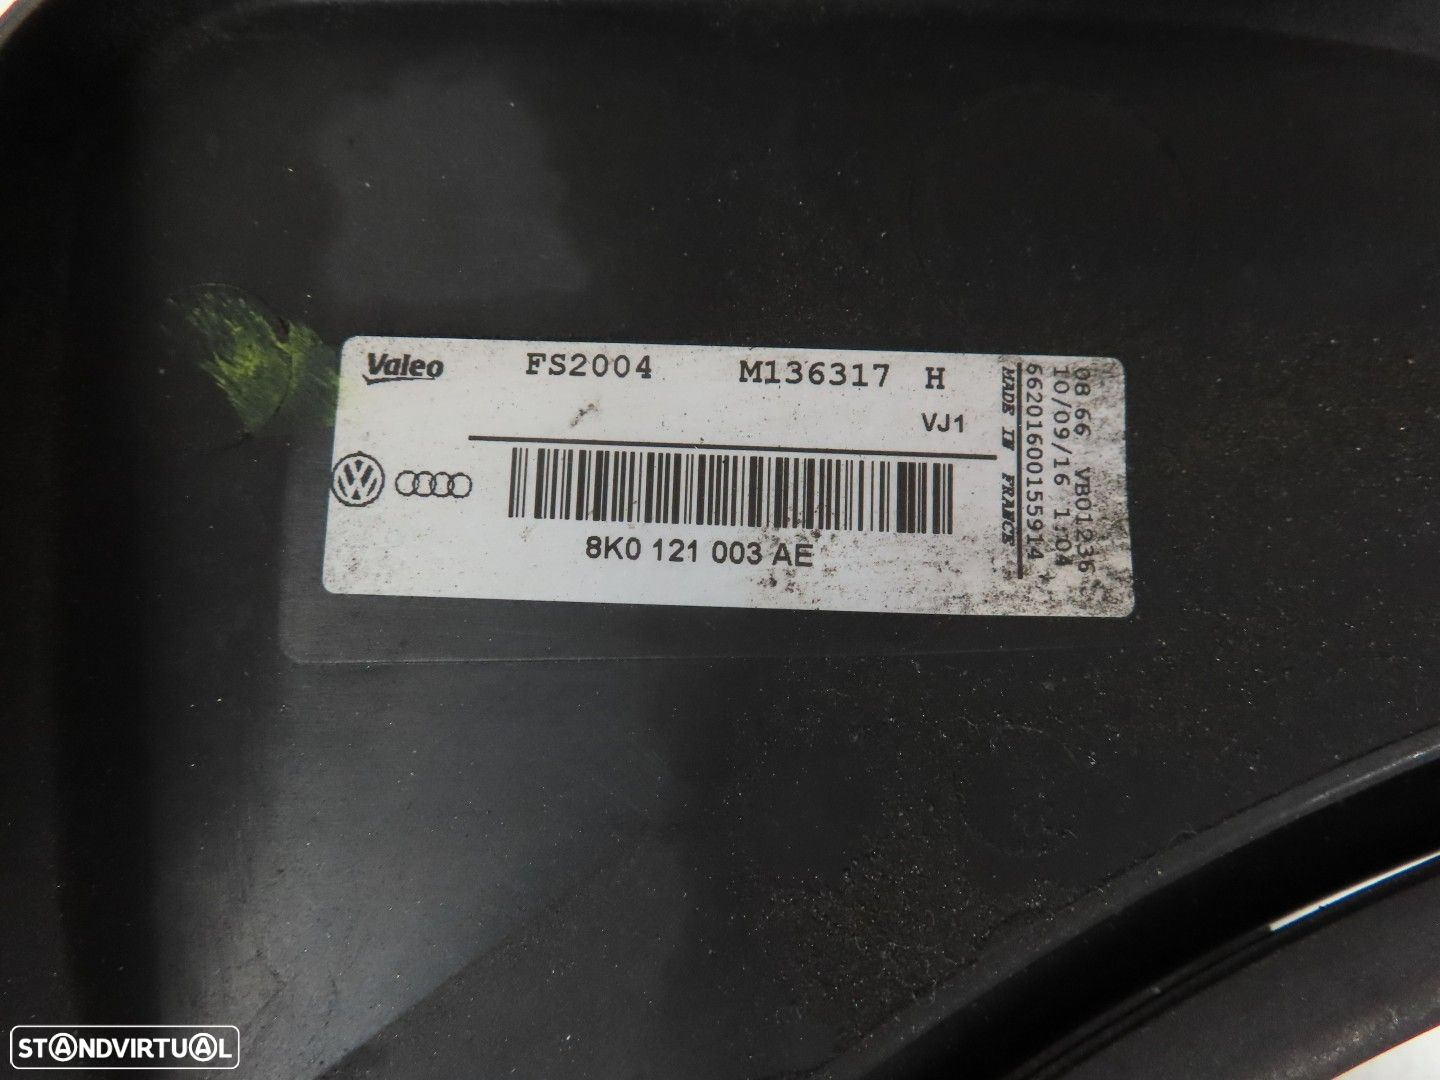 Valeo FS2004 M136317 H
VJ1
8K0 121 003 AE
MADE IN FRANCE
66201600155914
10/09/16 1:04
08 66 VB01236
STANDVIRTUAL